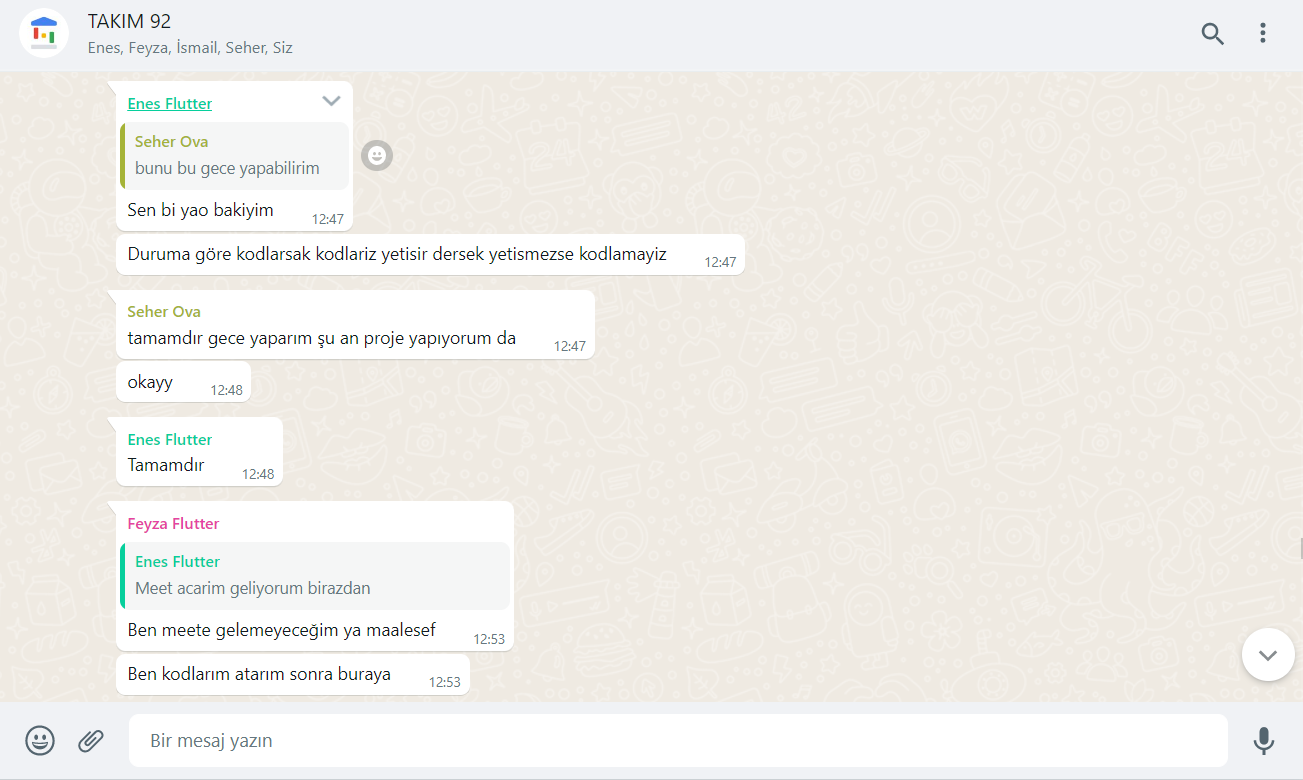 TAKIM 92
Enes, Feyza, İsmail, Seher, Siz
Enes Flutter
Seher Ova
bunu bu gece yapabilirim
Sen bi yao bakiyim
12:47
Duruma göre kodlarsak kodlariz yetisir dersek yetismezse kodlamayiz
12:47
Seher Ova
tamamdır gece yaparım şu an proje yapıyorum da
12:47
okayy
12:48
Enes Flutter
Tamamdır
12:48
Feyza Flutter
Enes Flutter
Meet acarim geliyorum birazdan
Ben meete gelemeyeceğim ya maalesef
12:53
Ben kodlarım atarım sonra buraya
12:53
Bir mesaj yazın